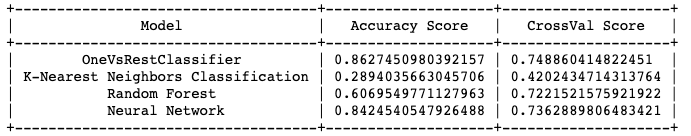 +--------------------------------------+--------------------+--------------------+
| Model | Accuracy Score | CrossVal Score |
+--------------------------------------+--------------------+--------------------+
| OneVsRestClassifier | 0.8627450980392157 | 0.748860414822451 |
| K-Nearest Neighbors Classification | 0.2894035663045706 | 0.4202434714313764 |
| Random Forest | 0.6069549771127963 | 0.7221521575921922 |
| Neural Network | 0.8424540547926488 | 0.7362889806483421 |
+--------------------------------------+--------------------+--------------------+